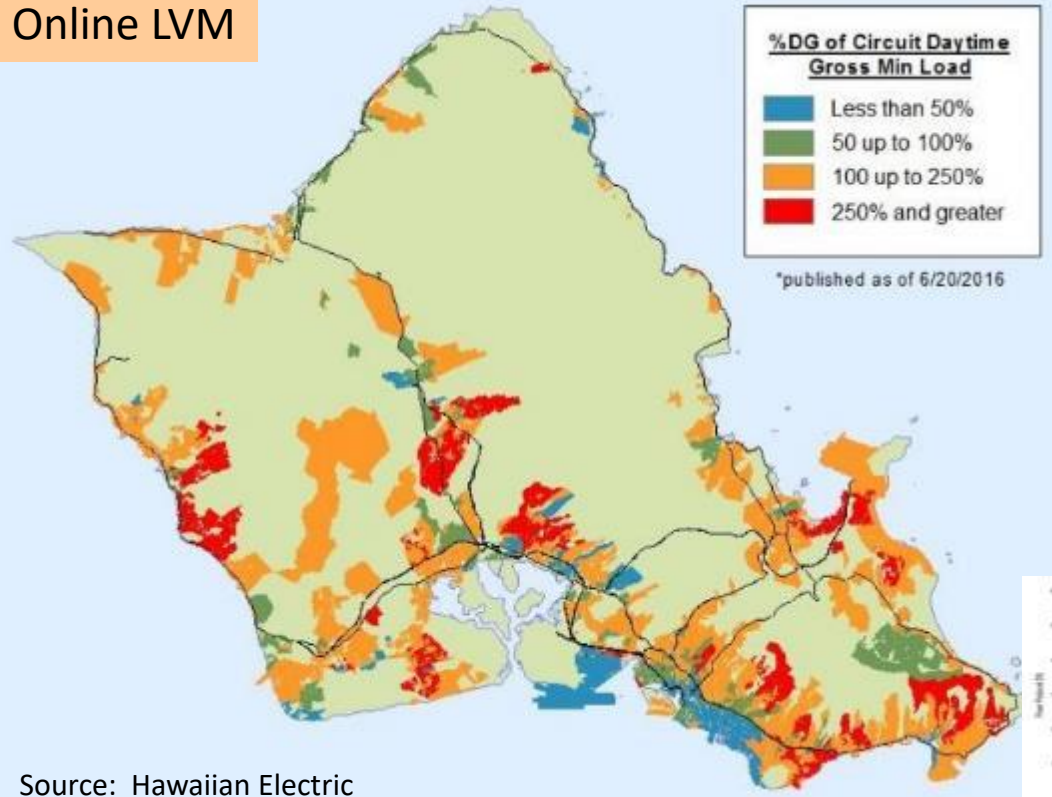 Online LVM
%DG of Circuit Daytime
Gross Min Load
Less than 50%
50 up to 100%
100 up to 250%
250% and greater
*published as of 6/20/2016
Source: Hawaiian Electric